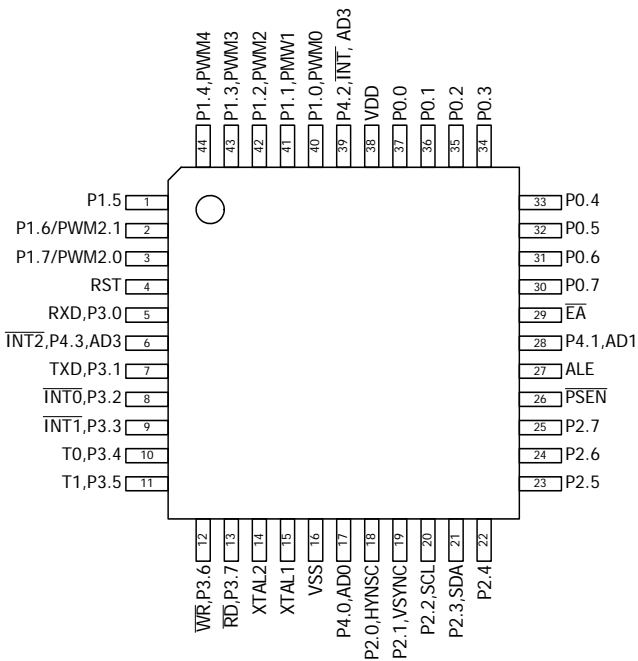 P1.4,PWM4
P1.3,PWM3
P1.2,PWM2
P1.1,PMW1
P1.0,PWM0
P4.2,INT, AD3
VDD
P0.0
P0.1
P0.2
P0.3
44
43
42
41
40
39
38
37
36
35
34
P1.5 1
P1.6/PWM2.1 2
P1.7/PWM2.0 3
RST 4
RXD,P3.0 5
INT2,P4.3,AD3 6
TXD,P3.1 7
INT0,P3.2 8
INT1,P3.3 9
T0,P3.4 10
T1,P3.5 11
33 P0.4
32 P0.5
31 P0.6
30 P0.7
29 EA
28 P4.1,AD1
27 ALE
26 PSEN
25 P2.7
24 P2.6
23 P2.5
12
13
14
15
16
17
18
19
20
21
22
WR,P3.6
RD,P3.7
XTAL2
XTAL1
VSS
P4.0,AD0
P2.0,HYNSC
P2.1,VSYNC
P2.2,SCL
P2.3,SDA
P2.4